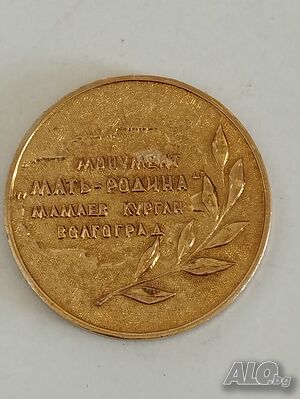 МОНУМЕНТ
„МАТЬ-РОДИНА"
МАМАЕВ КУРГАН
ВОЛГОГРАД
ALO.bg